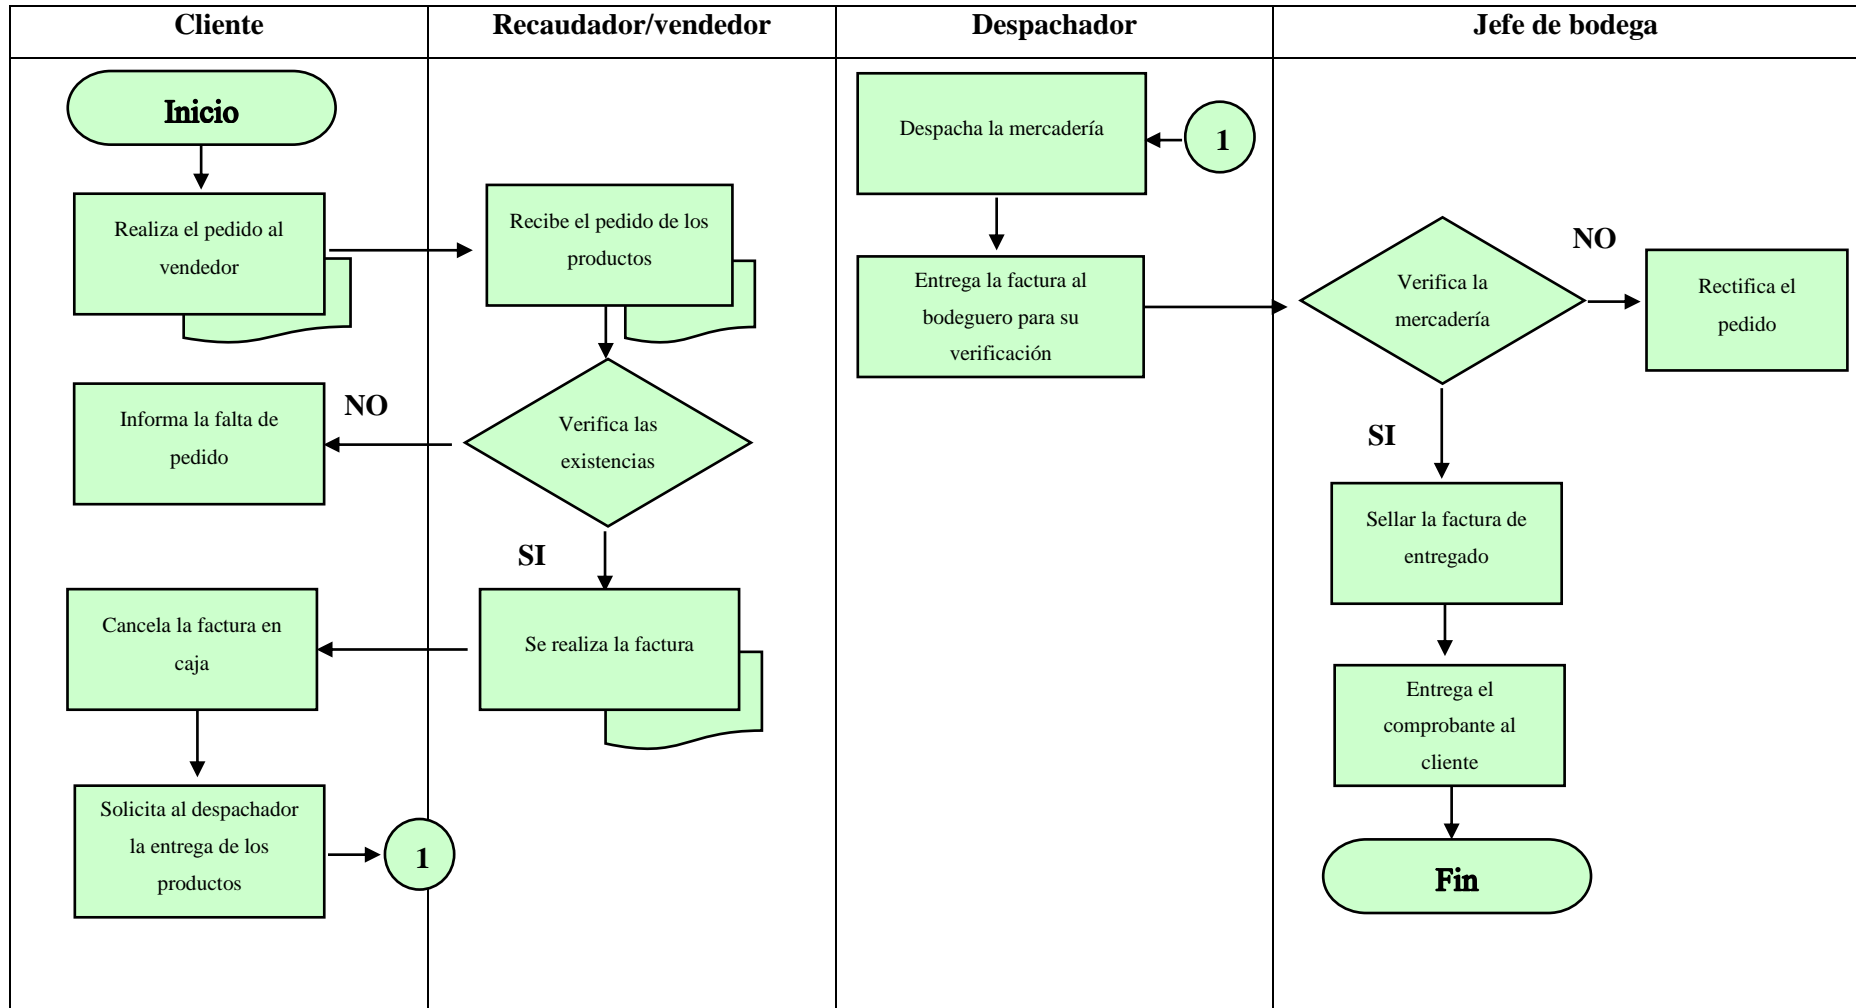 Cliente
Recaudador/vendedor
Despachador
Jefe de bodega
Inicio
Realiza el pedido al
vendedor
Informa la falta de
pedido
NO
Cancela la factura en
caja
Solicita al despachador
la entrega de los
productos
1
Recibe el pedido de los
productos
Verifica las
existencias
SI
Se realiza la factura
Despacha la mercadería
1
Entrega la factura al
bodeguero para su
verificación
Verifica la
mercadería
NO
Rectifica el
pedido
SI
Sellar la factura de
entregado
Entrega el
comprobante al
cliente
Fin